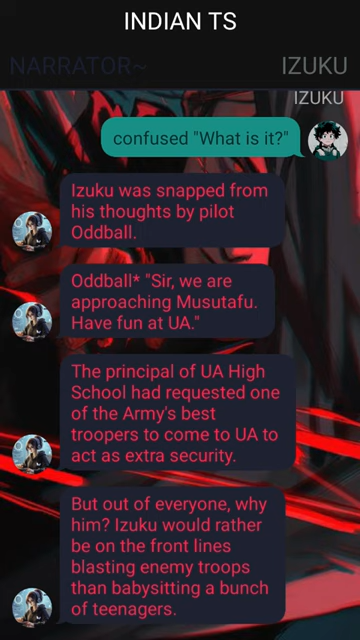 INDIAN TS
NARRATOR~ IZUKU
IZUKU
confused "What is it?"
Izuku was snapped from
his thoughts by pilot
Oddball.
Oddball* "Sir, we are
approaching Musutafu.
Have fun at UA."
The principal of UA High
School had requested one
of the Army's best
troopers to come to UA to
act as extra security.
But out of everyone, why
him? Izuku would rather
be on the front lines
blasting enemy troops
than babysitting a bunch
of teenagers.